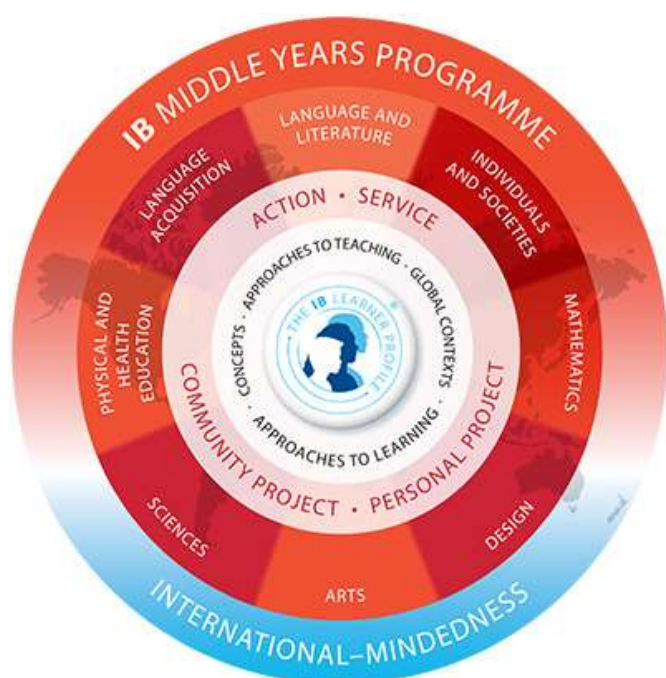 IB MIDDLE YEARS PROGRAMME
LANGUAGE AND
LITERATURE
LANGUAGE
ACQUISITION
INDIVIDUALS
AND SOCIETIES
PHYSICAL AND
HEALTH
EDUCATION
MATHEMATICS
SCIENCES
DESIGN
ARTS
ACTION • SERVICE
COMMUNITY PROJECT • PERSONAL PROJECT
CONCEPTS · APPROACHES TO TEACHING · GLOBAL CONTEXTS ·
APPROACHES TO LEARNING ·
THE IB LEARNER PROFILE
®
INTERNATIONAL–MINDEDNESS